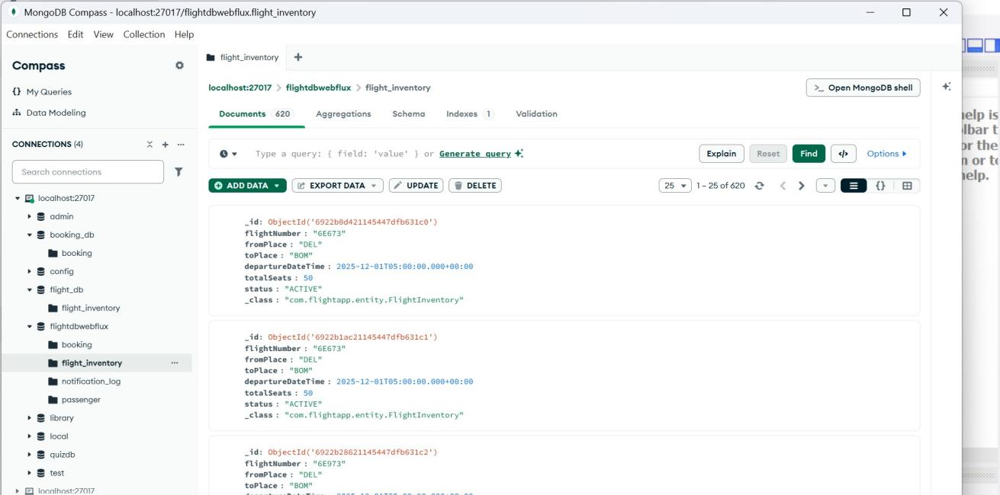 MongoDB Compass - localhost:27017/flightdbwebflux.flight_inventory
Connections Edit View Collection Help
Compass
My Queries
Data Modeling
CONNECTIONS (4)
Search connections
localhost:27017
admin
booking_db
booking
config
flight_db
flight_inventory
flightdbwebflux
booking
flight_inventory
notification_log
passenger
library
local
quizdb
test
localhost:27017
flight_inventory
localhost:27017 > flightdbwebflux > flight_inventory
>_ Open MongoDB shell
Documents 620 Aggregations Schema Indexes 1 Validation
Type a query: { field: 'value' } or Generate query
Explain Reset Find </> Options
ADD DATA EXPORT DATA UPDATE DELETE
25 1 – 25 of 620 {}
_id: ObjectId('6922b0d421145447dfb631c0')
flightNumber : "6E673"
fromPlace : "DEL"
toPlace : "BOM"
departureDateTime : 2025-12-01T05:00:00.000+00:00
totalSeats : 50
status : "ACTIVE"
_class : "com.flightapp.entity.FlightInventory"
_id: ObjectId('6922b1ac21145447dfb631c1')
flightNumber : "6E673"
fromPlace : "DEL"
toPlace : "BOM"
departureDateTime : 2025-12-01T05:00:00.000+00:00
totalSeats : 50
status : "ACTIVE"
_class : "com.flightapp.entity.FlightInventory"
_id: ObjectId('6922b28621145447dfb631c2')
flightNumber : "6E973"
fromPlace : "DEL"
toPlace : "BOM"
help is
or the
help.